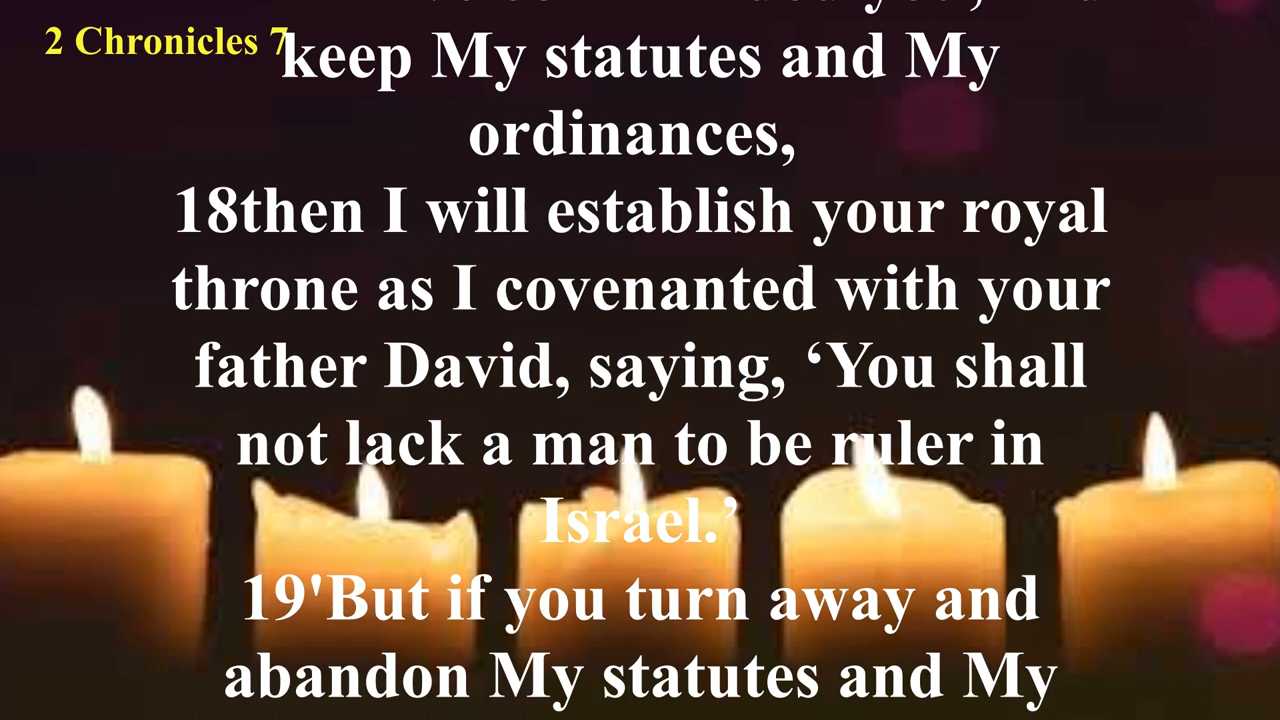 2 Chronicles 7
keep My statutes and My
ordinances,
18then I will establish your royal
throne as I covenanted with your
father David, saying, ‘You shall
not lack a man to be ruler in
Israel.’
19'But if you turn away and
abandon My statutes and My